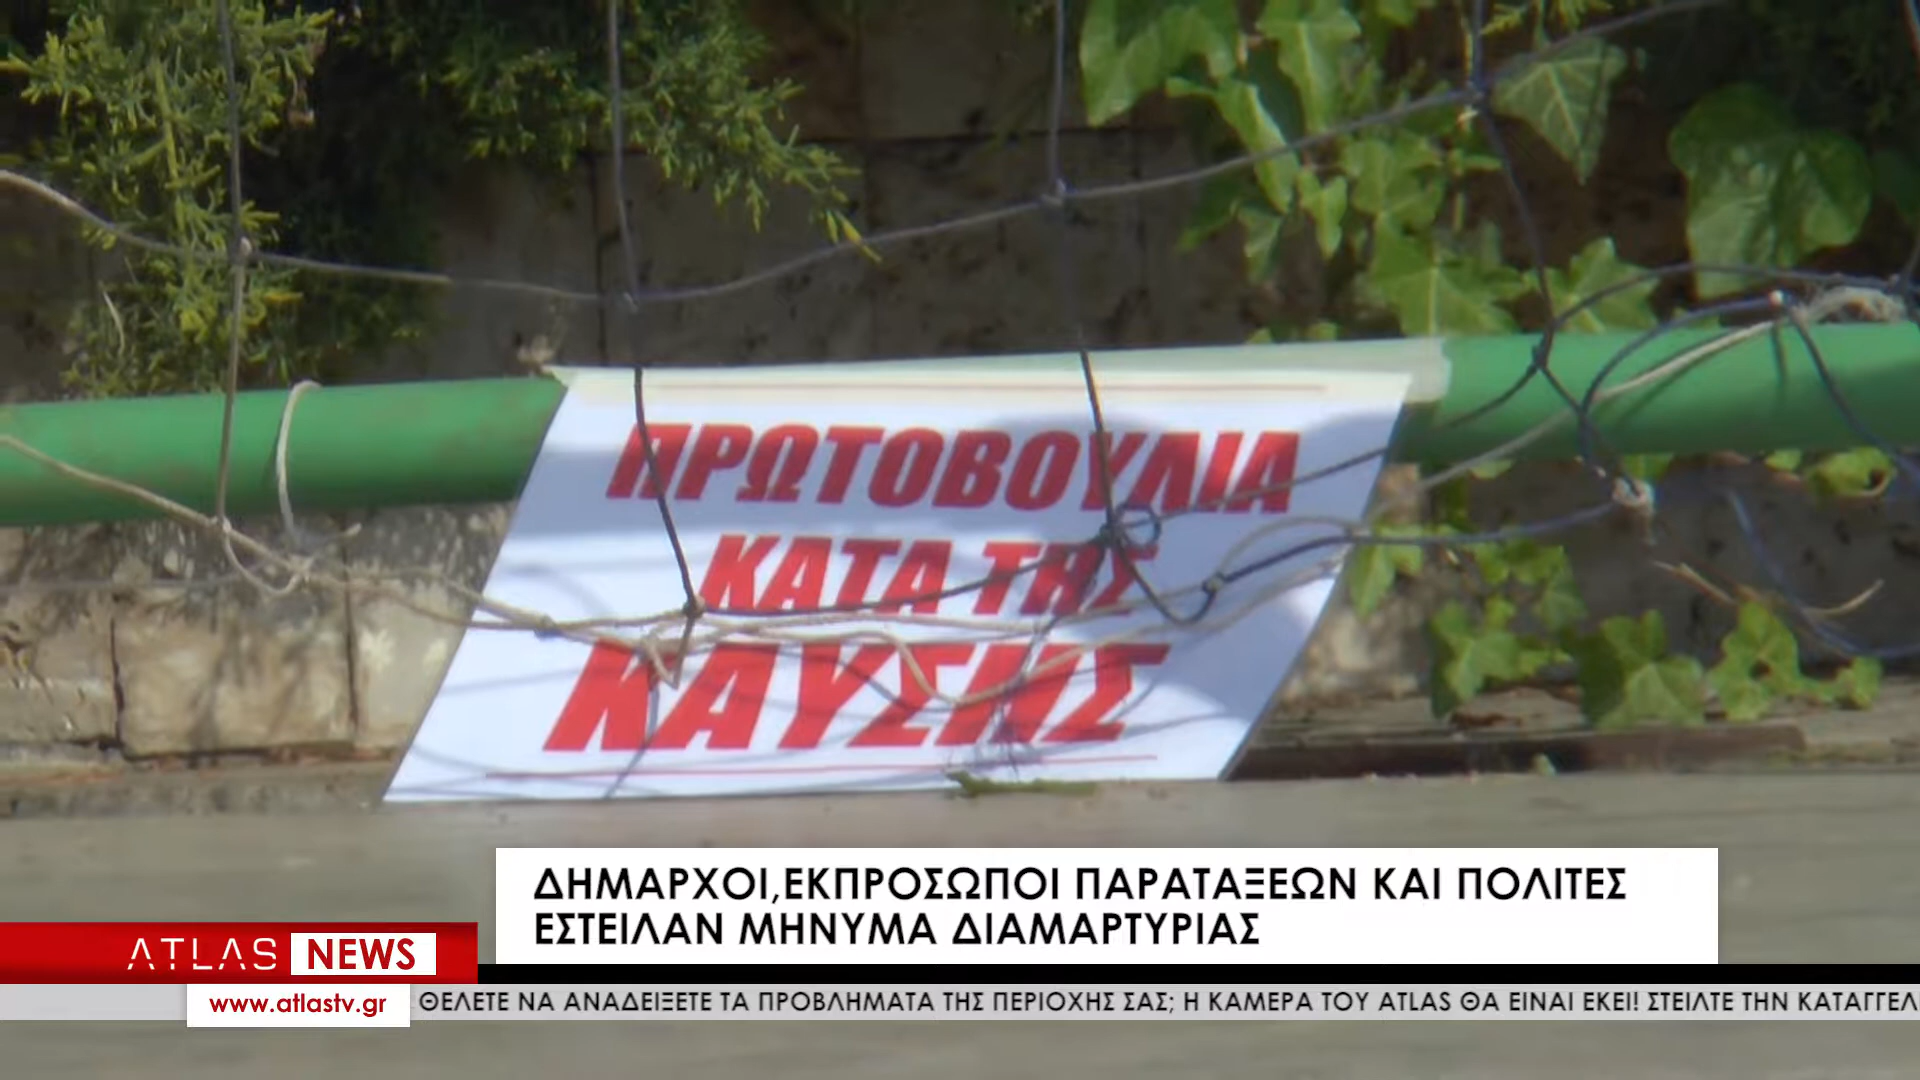 ΠΡΩΤΟΒΟΥΛΙΑ
ΚΑΤΑ ΤΗΣ
ΚΑΥΣΗΣ
ΔΗΜΑΡΧΟΙ,ΕΚΠΡΟΣΩΠΟΙ ΠΑΡΑΤΑΞΕΩΝ ΚΑΙ ΠΟΛΙΤΕΣ
ΕΣΤΕΙΛΑΝ ΜΗΝΥΜΑ ΔΙΑΜΑΡΤΥΡΙΑΣ
ATLAS NEWS
www.atlastv.gr
ΘΕΛΕΤΕ ΝΑ ΑΝΑΔΕΙΞΕΤΕ ΤΑ ΠΡΟΒΛΗΜΑΤΑ ΤΗΣ ΠΕΡΙΟΧΗΣ ΣΑΣ; Η ΚΑΜΕΡΑ ΤΟΥ ATLAS ΘΑ ΕΙΝΑΙ ΕΚΕΙ! ΣΤΕΙΛΤΕ ΤΗΝ ΚΑΤΑΓΓΕΛ